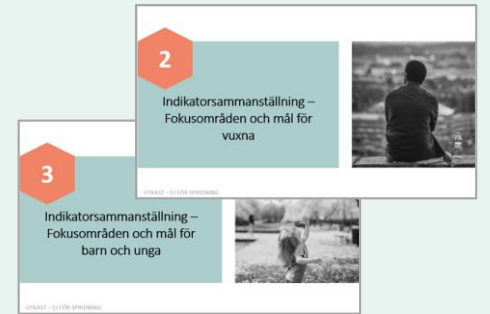 2
Indikatorsammanställning –
Fokusområden och mål för
vuxna
UTKAST – EJ FÖR SPRIDNING
3
Indikatorsammanställning –
Fokusområden och mål för
barn och unga
UTKAST – EJ FÖR SPRIDNING